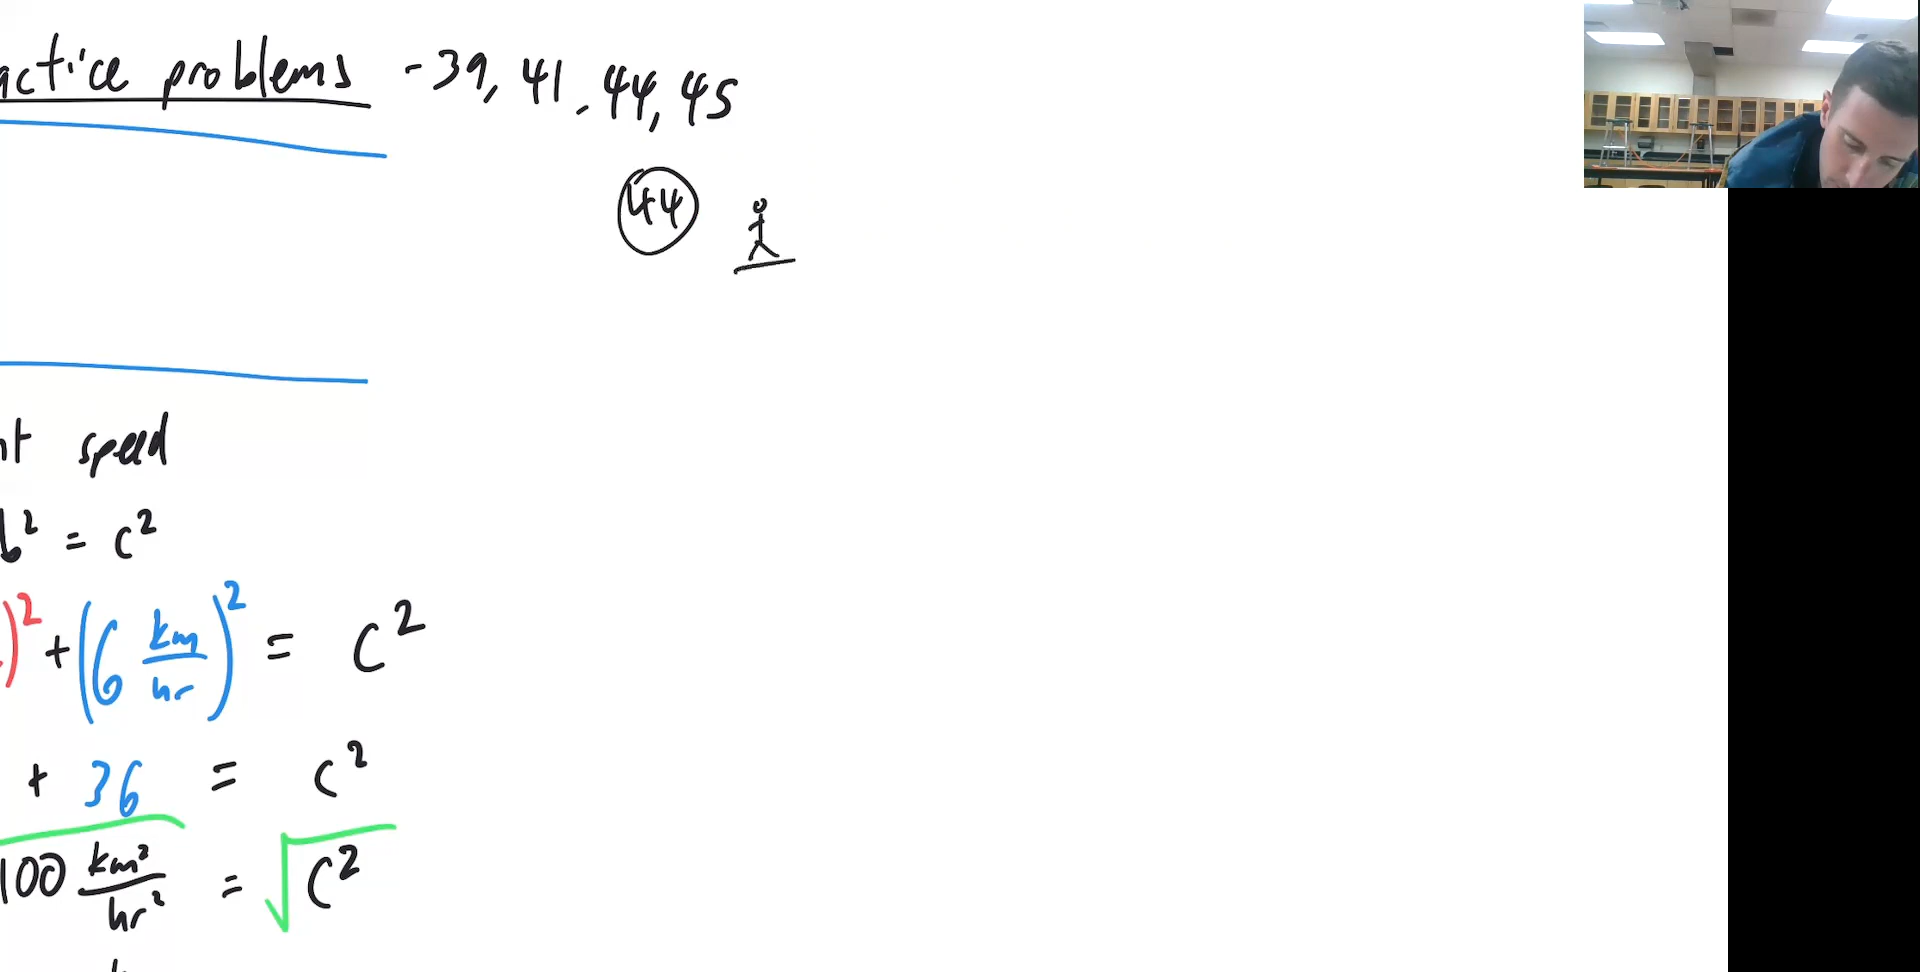 actice problems - 39, 41, 44, 45
44
nt speed
b² = c²
)² + (6 km/hr)² = c²
+ 36 = c²
100 km²/hr² = √c²